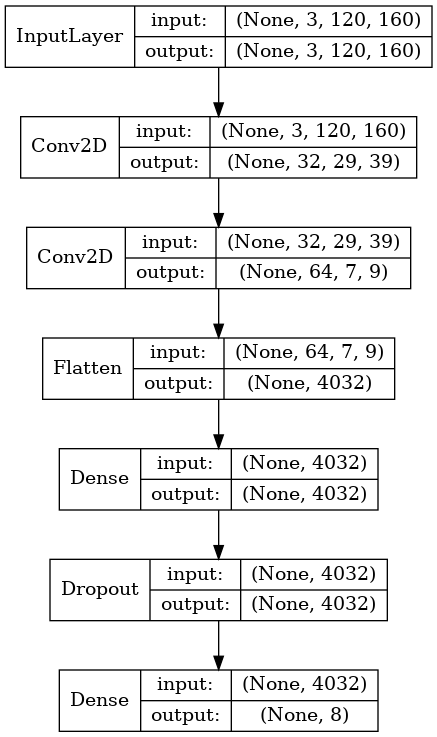 InputLayer
input: (None, 3, 120, 160)
output: (None, 3, 120, 160)
Conv2D
input: (None, 3, 120, 160)
output: (None, 32, 29, 39)
Conv2D
input: (None, 32, 29, 39)
output: (None, 64, 7, 9)
Flatten
input: (None, 64, 7, 9)
output: (None, 4032)
Dense
input: (None, 4032)
output: (None, 4032)
Dropout
input: (None, 4032)
output: (None, 4032)
Dense
input: (None, 4032)
output: (None, 8)